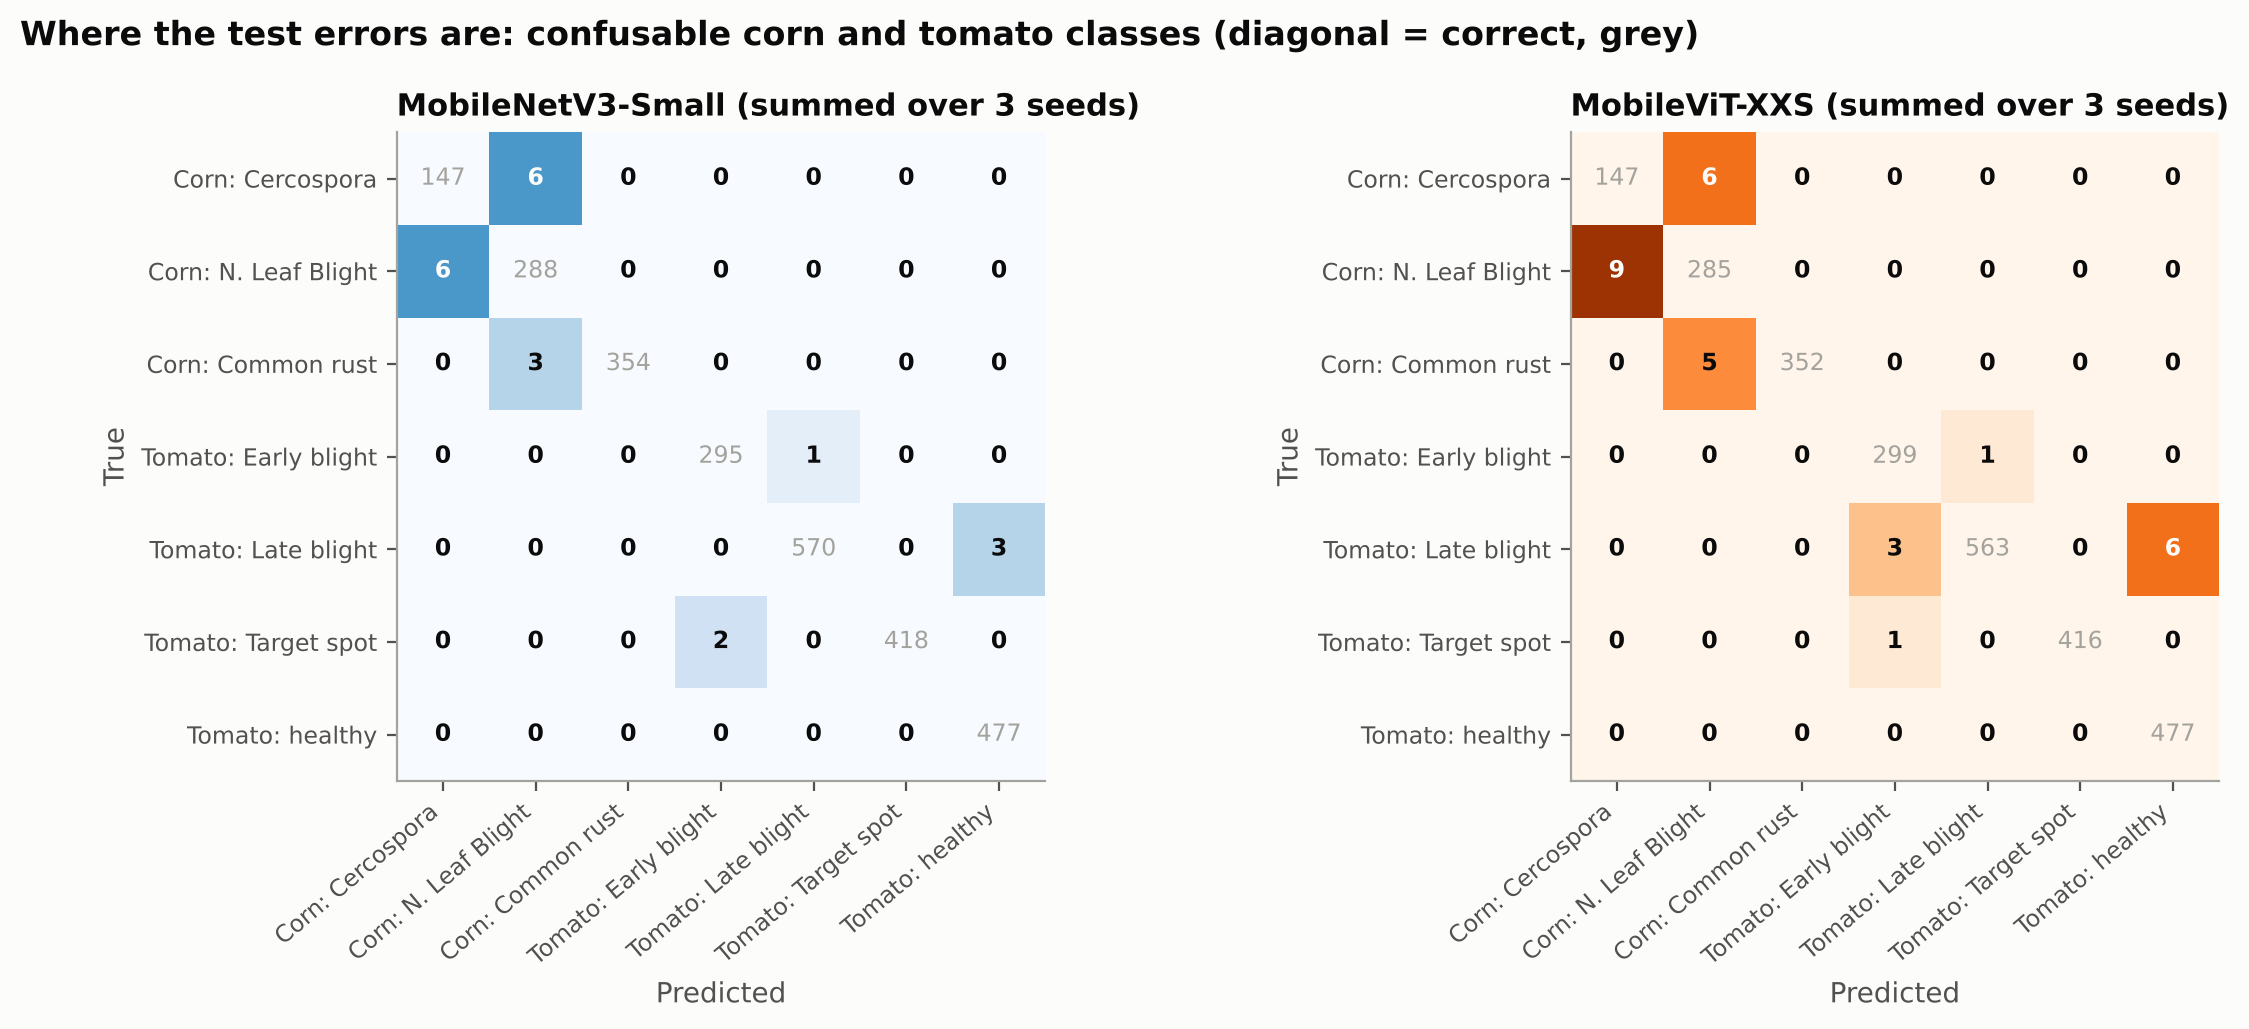 Where the test errors are: confusable corn and tomato classes (diagonal = correct, grey)
MobileNetV3-Small (summed over 3 seeds)
True
Corn: Cercospora 147 6 0 0 0 0 0
Corn: N. Leaf Blight 6 288 0 0 0 0 0
Corn: Common rust 0 3 354 0 0 0 0
Tomato: Early blight 0 0 0 295 1 0 0
Tomato: Late blight 0 0 0 0 570 0 3
Tomato: Target spot 0 0 0 2 0 418 0
Tomato: healthy 0 0 0 0 0 0 477
Corn: Cercospora
Corn: N. Leaf Blight
Corn: Common rust
Tomato: Early blight
Tomato: Late blight
Tomato: Target spot
Tomato: healthy
Predicted
MobileViT-XXS (summed over 3 seeds)
True
Corn: Cercospora 147 6 0 0 0 0 0
Corn: N. Leaf Blight 9 285 0 0 0 0 0
Corn: Common rust 0 5 352 0 0 0 0
Tomato: Early blight 0 0 0 299 1 0 0
Tomato: Late blight 0 0 0 3 563 0 6
Tomato: Target spot 0 0 0 1 0 416 0
Tomato: healthy 0 0 0 0 0 0 477
Corn: Cercospora
Corn: N. Leaf Blight
Corn: Common rust
Tomato: Early blight
Tomato: Late blight
Tomato: Target spot
Tomato: healthy
Predicted